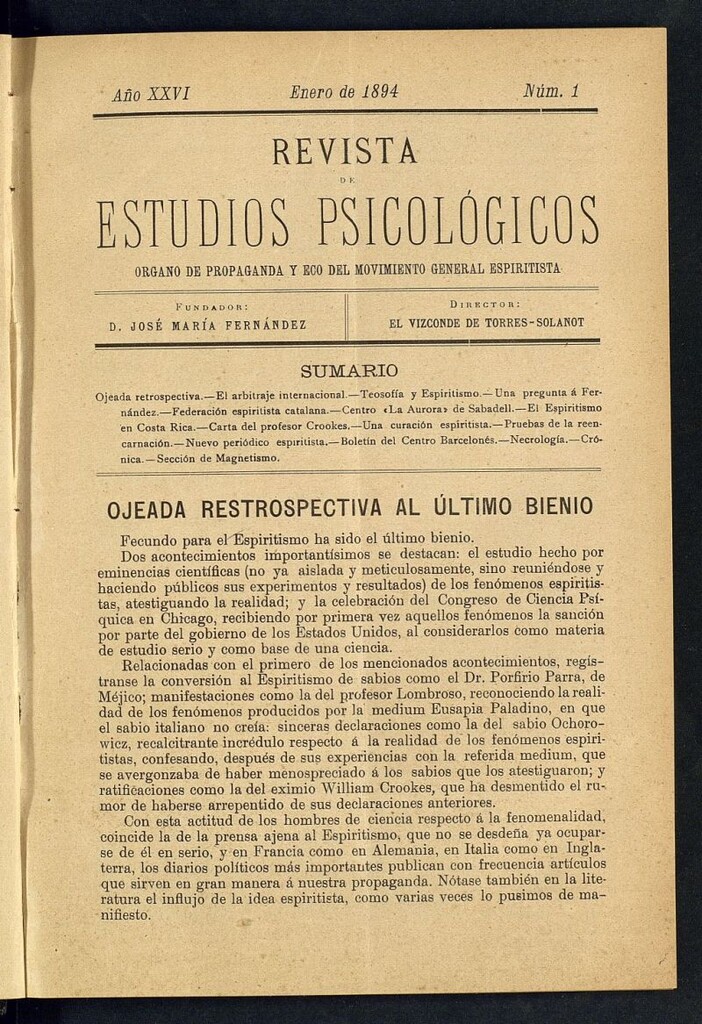 Año XXVI Enero de 1894 Núm. 1
REVISTA
DE
ESTUDIOS PSICOLÓGICOS
ORGANO DE PROPAGANDA Y ECO DEL MOVIMIENTO GENERAL ESPIRITISTA
FUNDADOR:
D. JOSÉ MARÍA FERNÁNDEZ
DIRECTOR:
EL VIZCONDE DE TORRES-SOLANOT
SUMARIO
Ojeada retrospectiva.—El arbitraje internacional.—Teosofía y Espiritismo.—Una pregunta á Fer-
nández.—Federación espiritista catalana.—Centro «La Aurora» de Sabadell.—El Espiritismo
en Costa Rica.—Carta del profesor Crookes.—Una curación espiritista.—Pruebas de la reen-
carnación.—Nuevo periódico espiritista.—Boletín del Centro Barcelonés.—Necrología.—Cró-
nica.—Sección de Magnetismo.
OJEADA RESTROSPECTIVA AL ÚLTIMO BIENIO
Fecundo para el Espiritismo ha sido el último bienio.
Dos acontecimientos importantísimos se destacan: el estudio hecho por
eminencias científicas (no ya aislada y meticulosamente, sino reuniéndose y
haciendo públicos sus experimentos y resultados) de los fenómenos espiritis-
tas, atestiguando la realidad; y la celebración del Congreso de Ciencia Psí-
quica en Chicago, recibiendo por primera vez aquellos fenómenos la sanción
por parte del gobierno de los Estados Unidos, al considerarlos como materia
de estudio serio y como base de una ciencia.
Relacionadas con el primero de los mencionados acontecimientos, regís-
transe la conversión al Espiritismo de sabios como el Dr. Porfirio Parra, de
Méjico; manifestaciones como la del profesor Lombroso, reconociendo la reali-
dad de los fenómenos producidos por la medium Eusapia Paladino, en que
el sabio italiano no creía: sinceras declaraciones como la del sabio Ochoro-
wicz, recalcitrante incrédulo respecto á la realidad de los fenómenos espiri-
tistas, confesando, después de sus experiencias con la referida medium, que
se avergonzaba de haber menospreciado á los sabios que los atestiguaron; y
ratificaciones como la del eximio William Crookes, que ha desmentido el ru-
mor de haberse arrepentido de sus declaraciones anteriores.
Con esta actitud de los hombres de ciencia respecto á la fenomenalidad,
coincide la de la prensa ajena al Espiritismo, que no se desdeña ya ocupar-
se de él en serio, y en Francia como en Alemania, en Italia como en Ingla-
terra, los diarios políticos más importantes publican con frecuencia artículos
que sirven en gran manera á nuestra propaganda. Nótase también en la lite-
ratura el influjo de la idea espiritista, como varias veces lo pusimos de ma-
nifiesto.